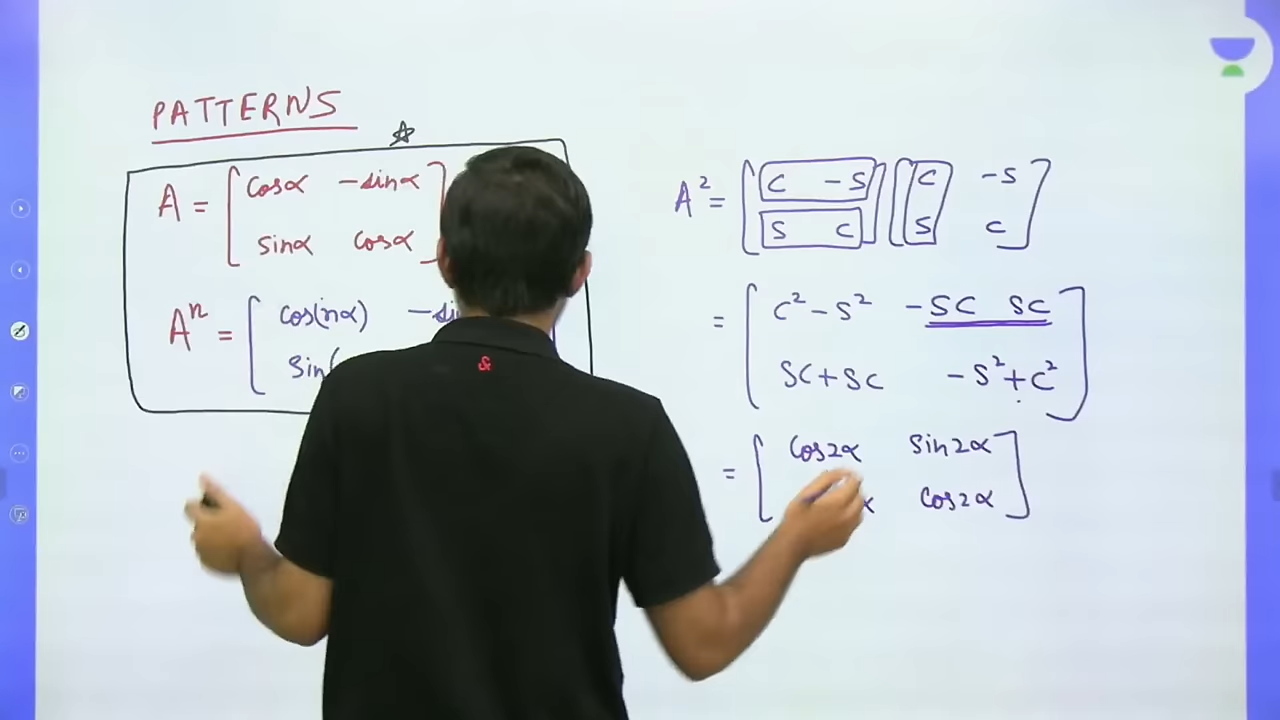 PATTERNS
A = [ cosα -sinα
sinα cosα ]
Aⁿ = [ cos(nα)
A² = [ C -S [ C -S
S C ] S C ]
= [ C² - S² - SC SC
SC + SC - S² + C² ]
= [ Cos2α Sin2α
Cos2α ]